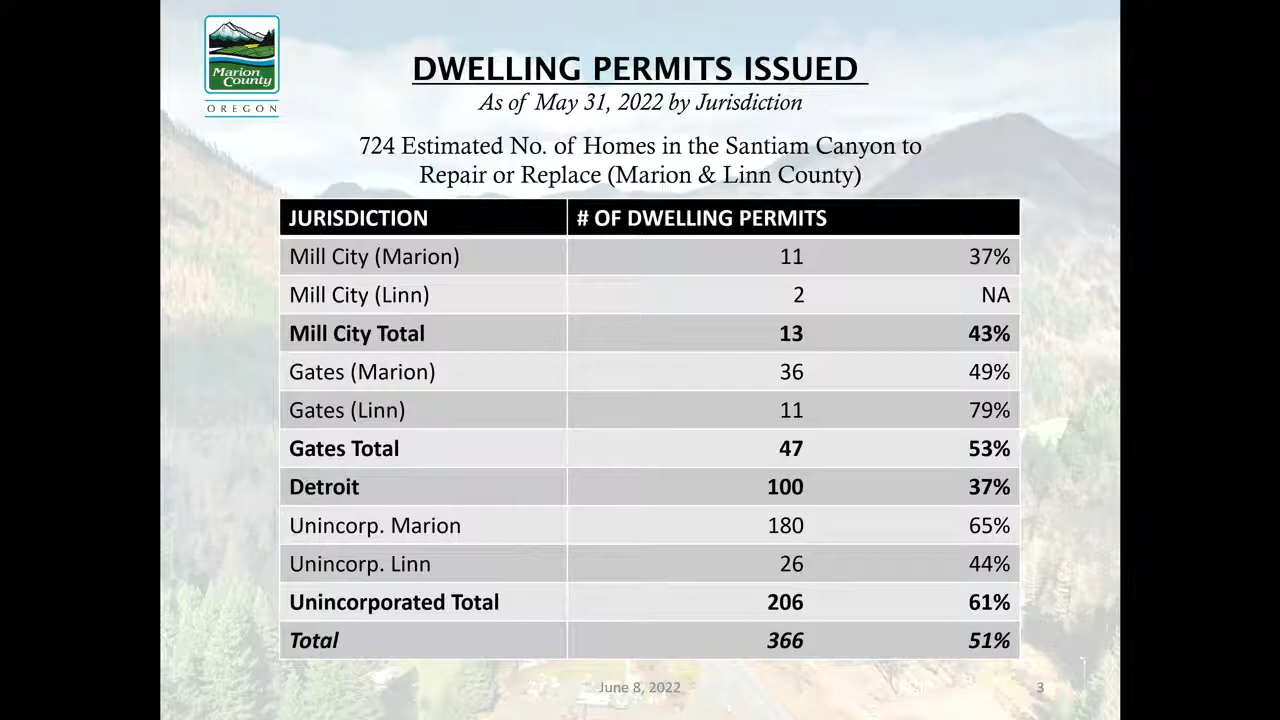 Marion
County
OREGON
DWELLING PERMITS ISSUED
As of May 31, 2022 by Jurisdiction
724 Estimated No. of Homes in the Santiam Canyon to
Repair or Replace (Marion & Linn County)
JURISDICTION # OF DWELLING PERMITS
Mill City (Marion) 11 37%
Mill City (Linn) 2 NA
Mill City Total 13 43%
Gates (Marion) 36 49%
Gates (Linn) 11 79%
Gates Total 47 53%
Detroit 100 37%
Unincorp. Marion 180 65%
Unincorp. Linn 26 44%
Unincorporated Total 206 61%
Total 366 51%
June 8, 2022 3